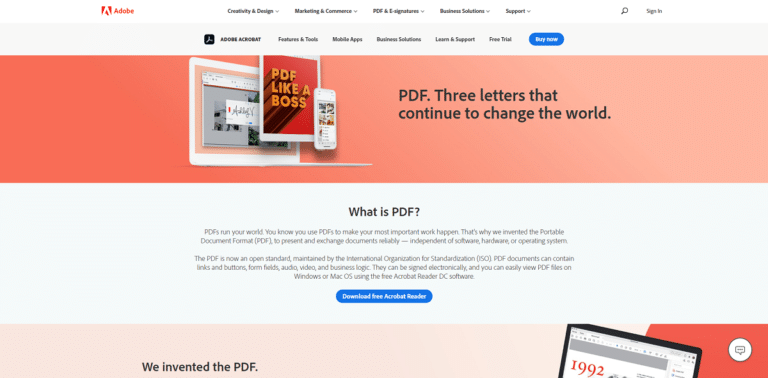 Adobe
Creativity & Design
Marketing & Commerce
PDF & E-signatures
Business Solutions
Support
Sign In
ADOBE ACROBAT
Features & Tools
Mobile Apps
Business Solutions
Learn & Support
Free Trial
Buy now
PDF
LIKE A
BOSS
PDF. Three letters that
continue to change the world.
What is PDF?
PDFs run your world. You know you use PDFs to make your most important work happen. That's why we invented the Portable
Document Format (PDF), to present and exchange documents reliably — independent of software, hardware, or operating system.
The PDF is now an open standard, maintained by the International Organization for Standardization (ISO). PDF documents can contain
links and buttons, form fields, audio, video, and business logic. They can be signed electronically, and you can easily view PDF files on
Windows or Mac OS using the free Acrobat Reader DC software.
Download free Acrobat Reader
We invented the PDF.
1992